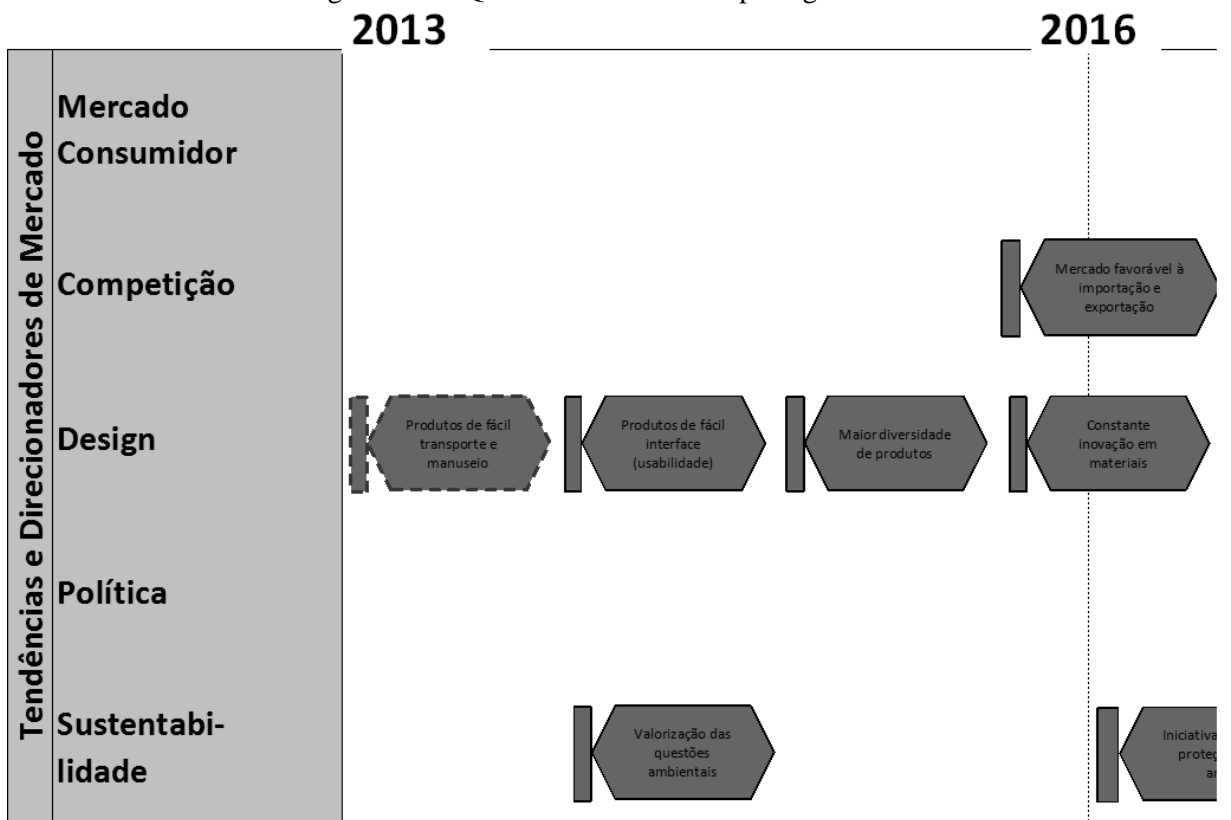 2013
2016
Tendências e Direcionadores de Mercado
Mercado
Consumidor
Competição
Mercado favorável à
importação e
exportação
Design
Produtos de fácil
transporte e
manuseio
Produtos de fácil
interface
(usabilidade)
Maior diversidade
de produtos
Constante
inovação em
materiais
Política
Sustentabi-
lidade
Valorização das
questões
ambientais